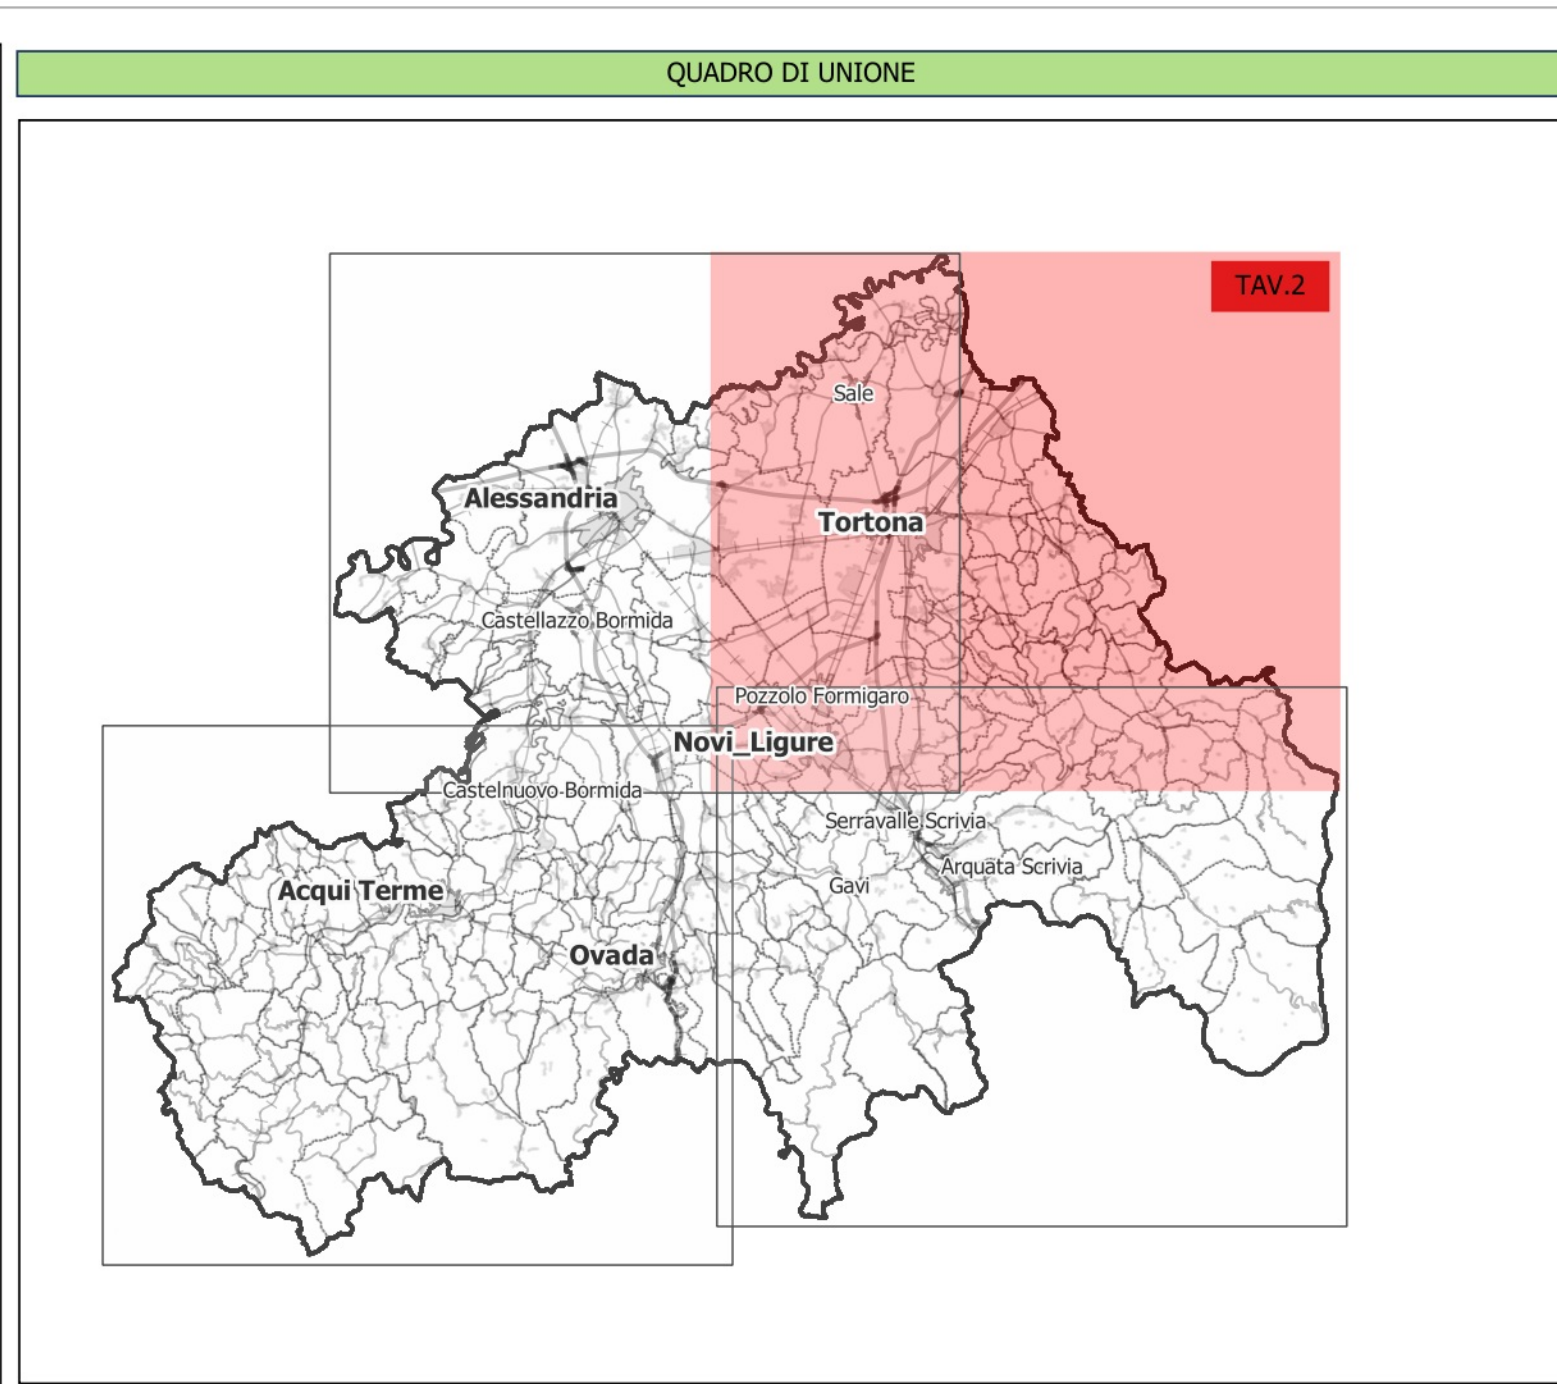 QUADRO DI UNIONE
TAV.2
Sale
Alessandria
Tortona
Castellazzo Bormida
Pozzolo Formigaro
Novi_Ligure
Castelnuovo Bormida
Serravalle Scrivia
Arquata Scrivia
Gavi
Acqui Terme
Ovada